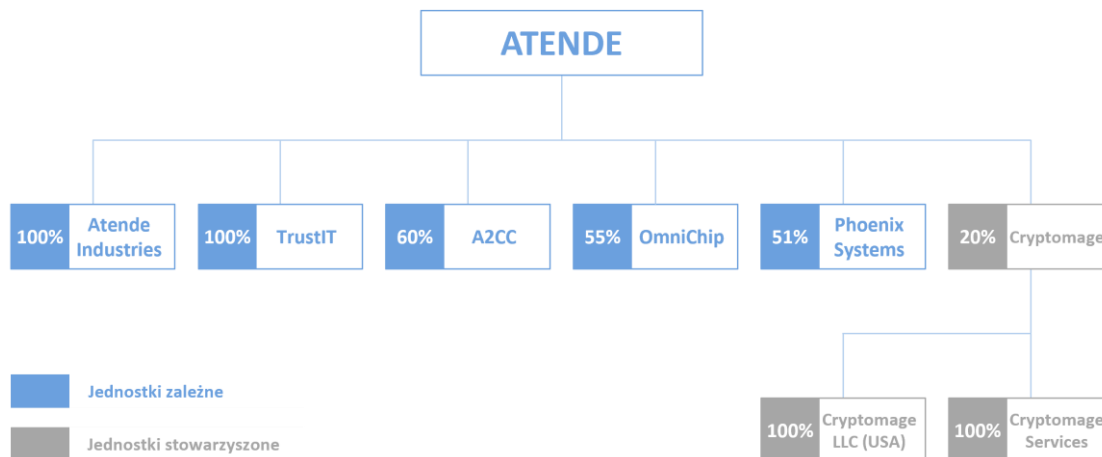 ATENDE
100%
Atende
Industries
100%
TrustIT
60%
A2CC
55%
OmniChip
51%
Phoenix
Systems
20%
Cryptomage
Jednostki zależne
Jednostki stowarzyszone
100%
Cryptomage
LLC (USA)
100%
Cryptomage
Services